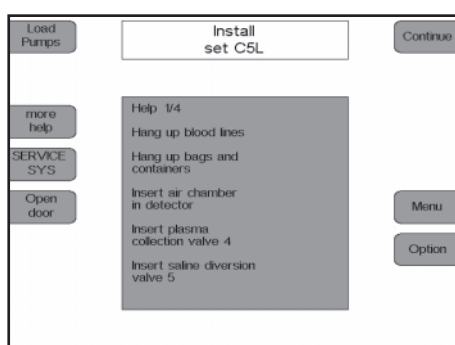 Load
Pumps
Install
set C5L
Continue
more
help
SERVICE
SYS
Open
door
Help 1/4
Hang up blood lines
Hang up bags and
containers
Insert air chamber
in detector
Insert plasma
collection valve 4
Insert saline diversion
valve 5
Menu
Option